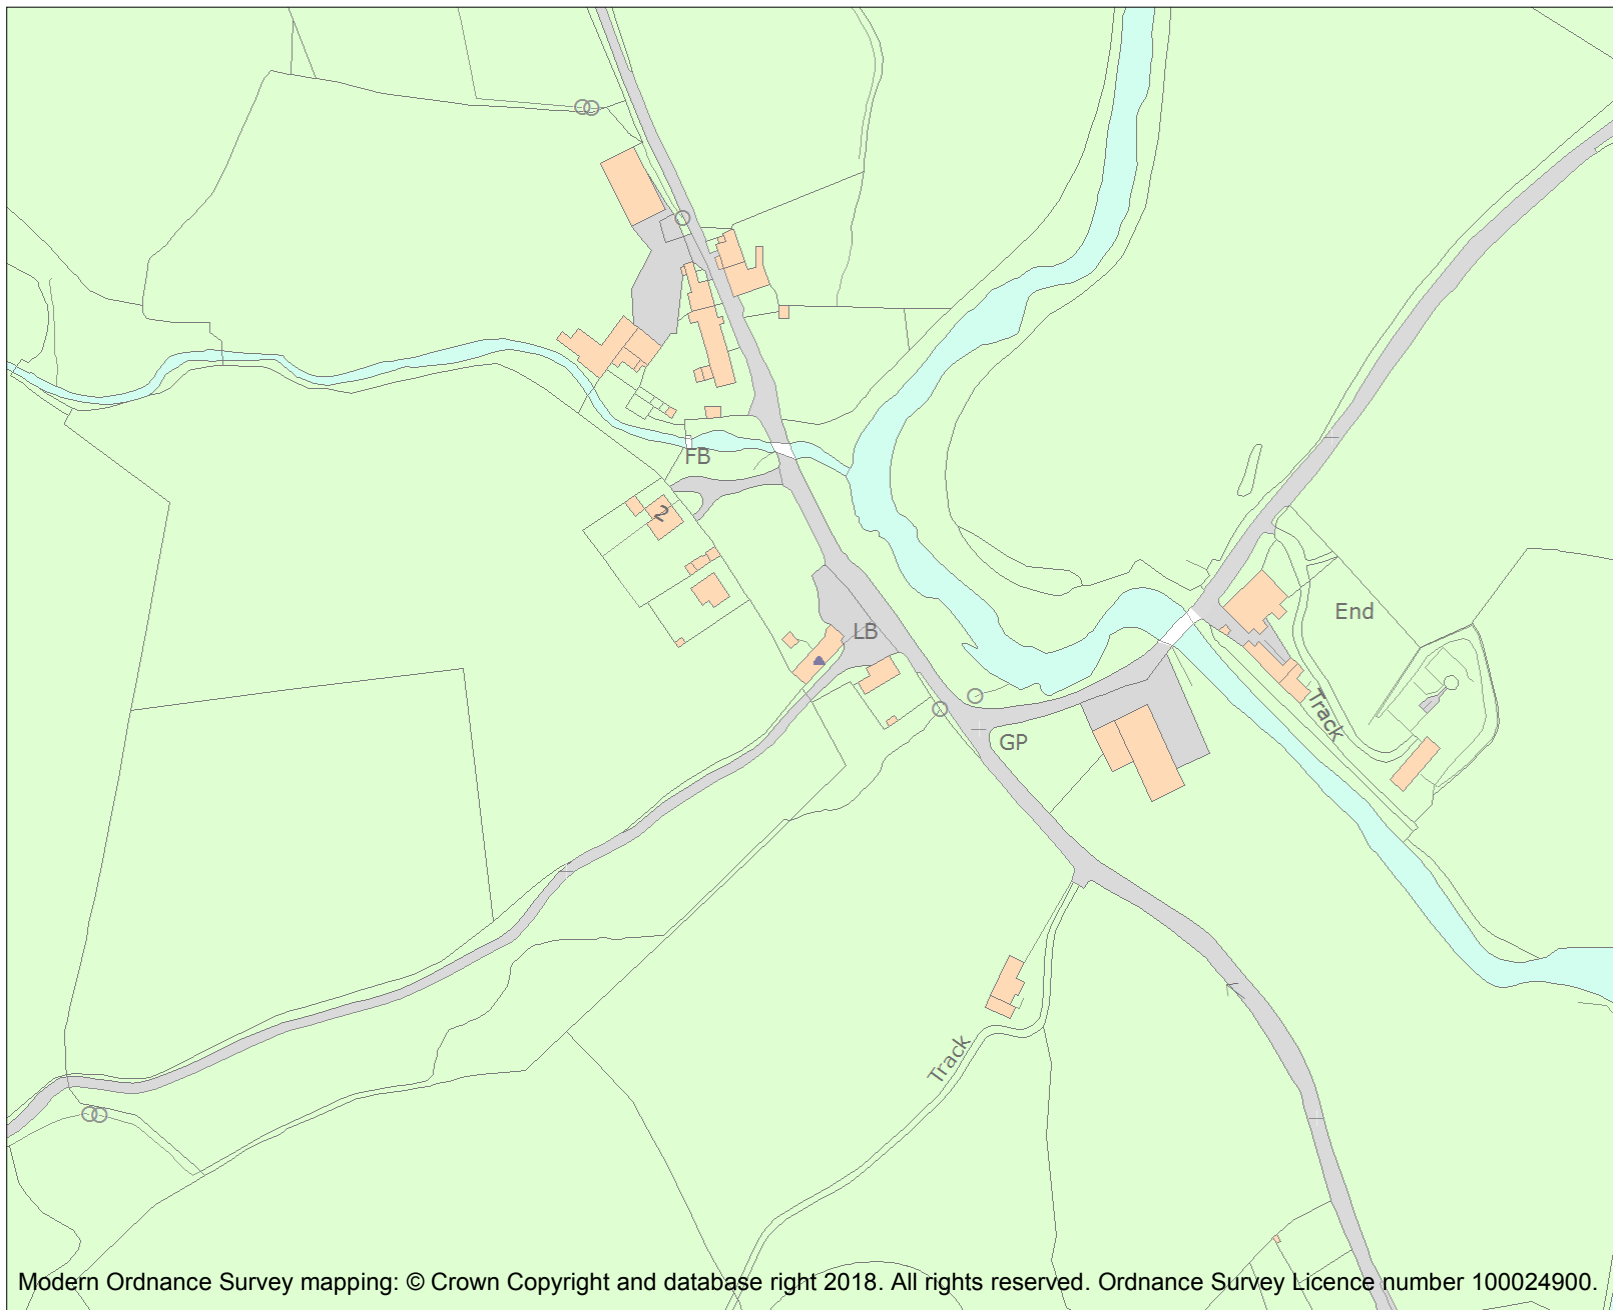 FB
2
LB
End
Track
GP
Track
Modern Ordnance Survey mapping: © Crown Copyright and database right 2018. All rights reserved. Ordnance Survey Licence number 100024900.